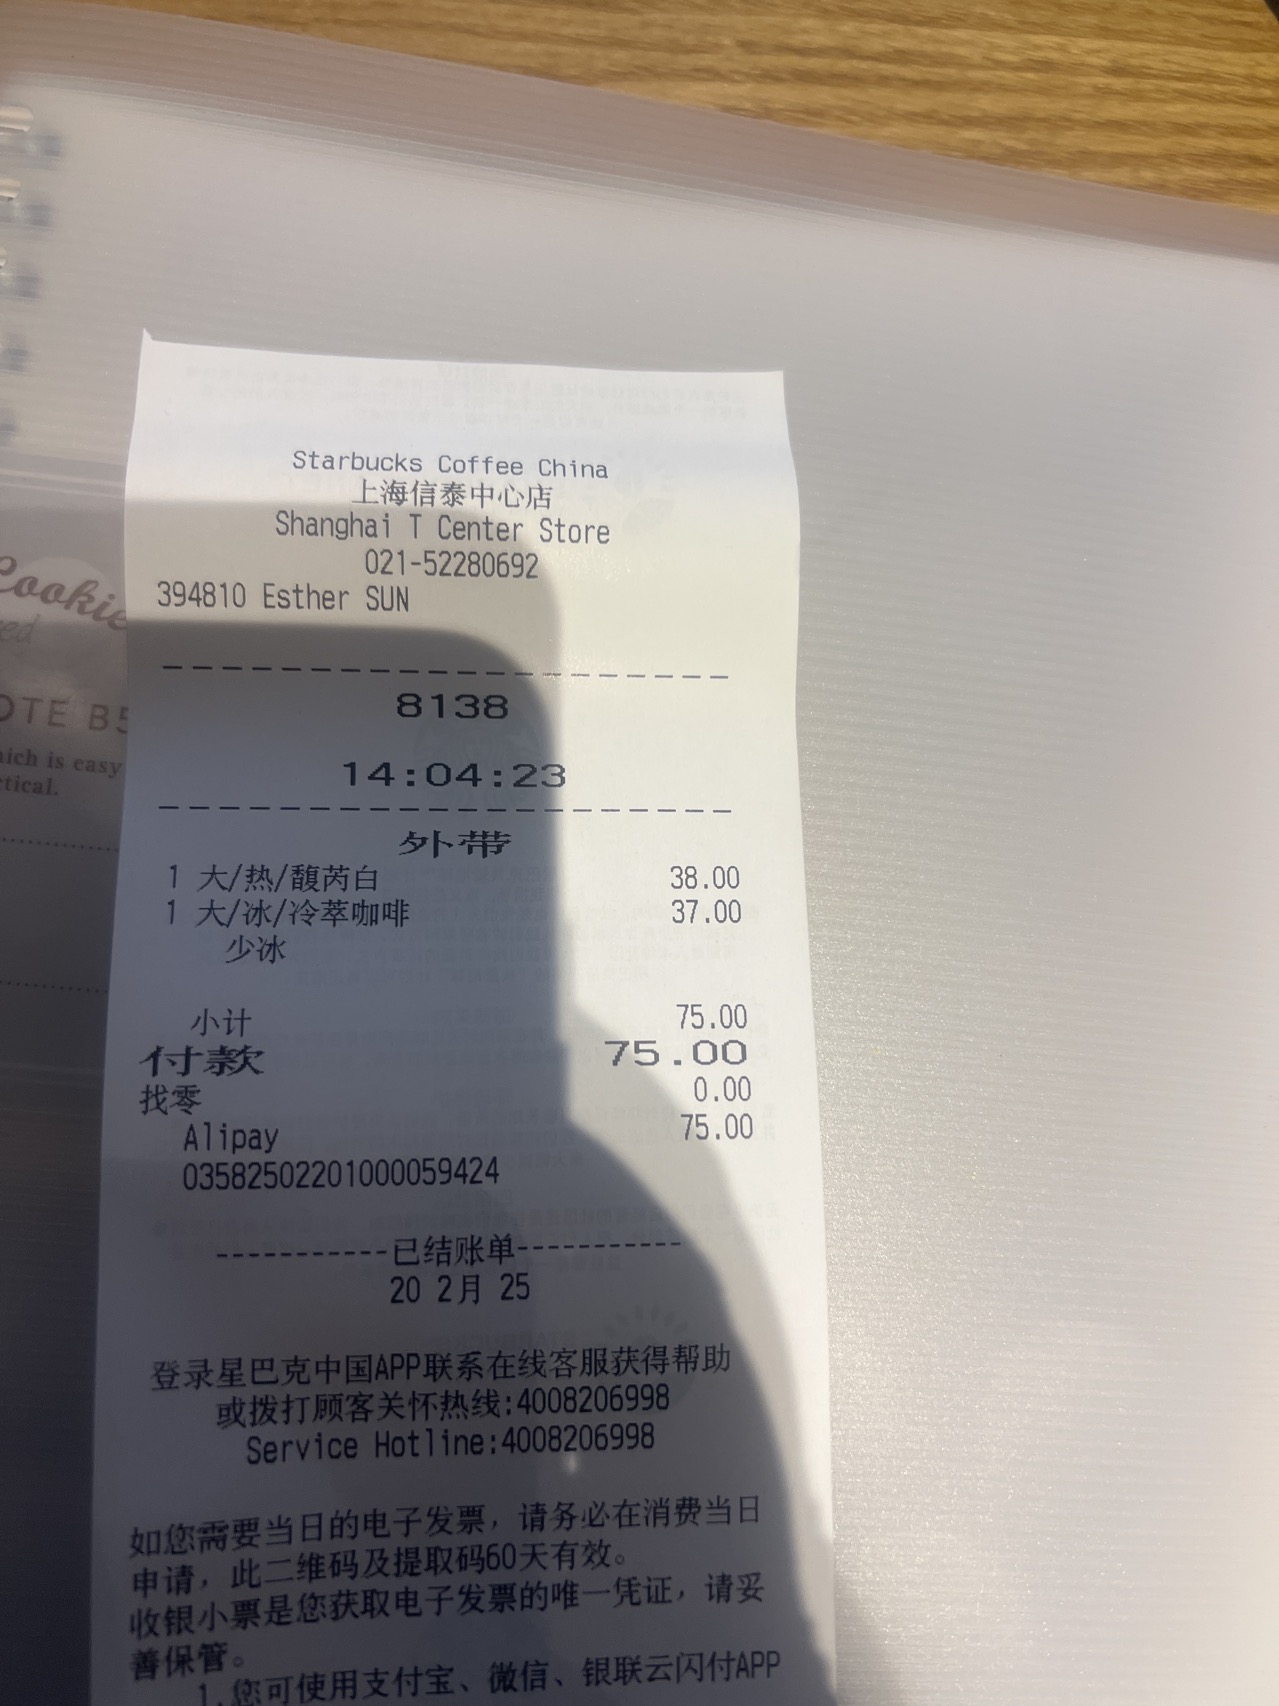 Starbucks Coffee China
上海信泰中心店
Shanghai T Center Store
021-52280692
394810 Esther SUN
8138
14:04:23
外带
1 大/热/馥芮白 38.00
1 大/冰/冷萃咖啡 37.00
少冰
小计 75.00
付款 75.00
找零 0.00
Alipay 75.00
03582502201000059424
-----------已结账单-----------
20 2月 25
登录星巴克中国APP联系在线客服获得帮助
或拨打顾客关怀热线:4008206998
Service Hotline:4008206998
如您需要当日的电子发票，请务必在消费当日
申请，此二维码及提取码60天有效。
收银小票是您获取电子发票的唯一凭证，请妥
善保管。
1.您可使用支付宝、微信、银联云闪付APP
Cookie
OTE B5
hich is easy
ctical.